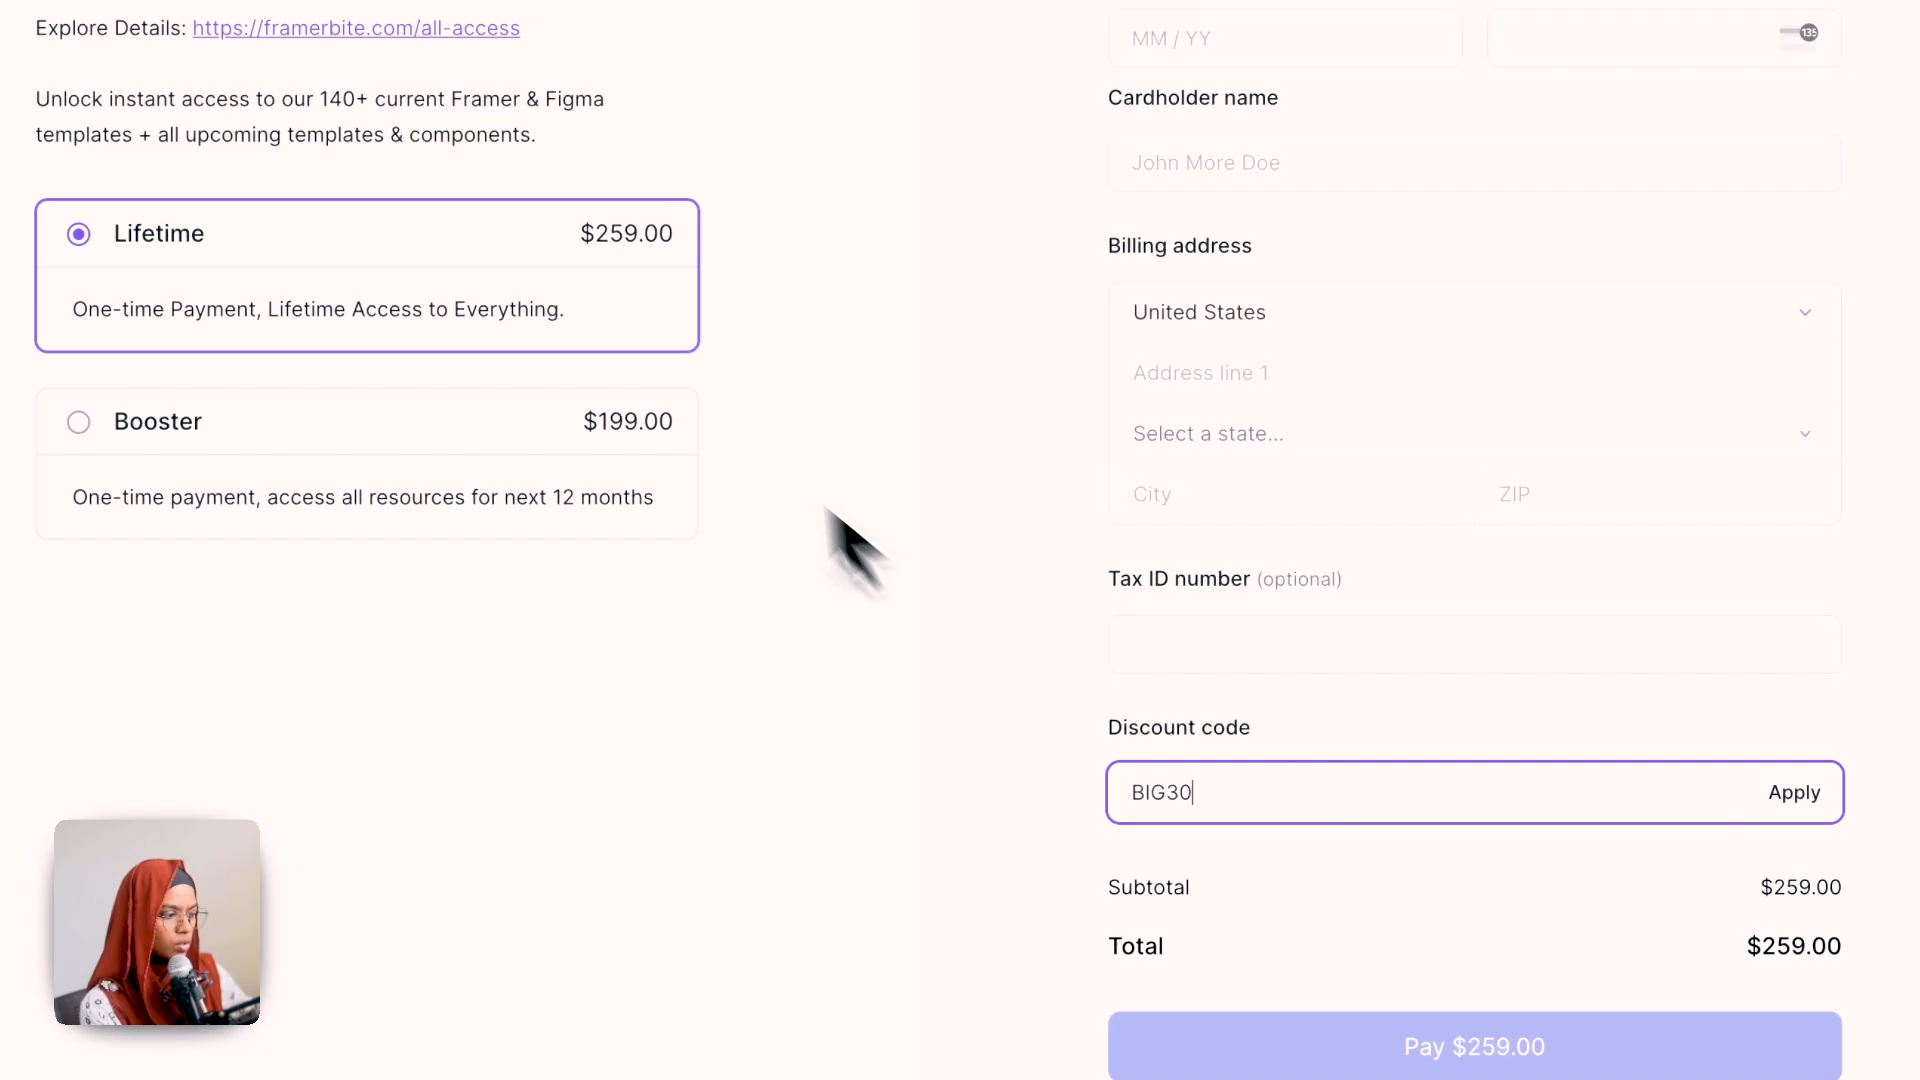 Explore Details: https://framerbite.com/all-access
Unlock instant access to our 140+ current Framer & Figma
templates + all upcoming templates & components.
Lifetime $259.00
One-time Payment, Lifetime Access to Everything.
Booster $199.00
One-time payment, access all resources for next 12 months
MM / YY
135
Cardholder name
John More Doe
Billing address
United States
Address line 1
Select a state...
City ZIP
Tax ID number (optional)
Discount code
BIG30 Apply
Subtotal $259.00
Total $259.00
Pay $259.00